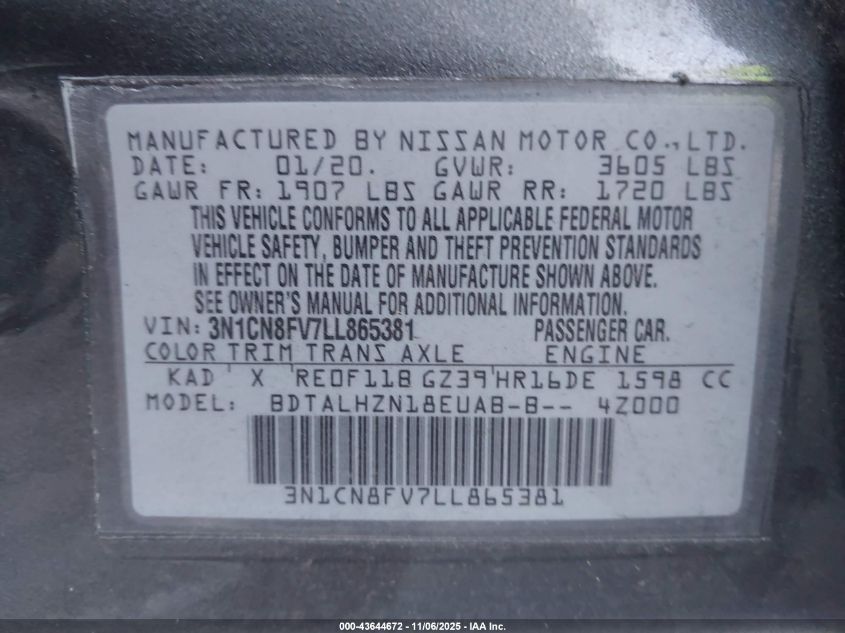 MANUFACTURED BY NISSAN MOTOR CO., LTD.
DATE: 01/20. GVWR: 3605 LBS
GAWR FR: 1907 LBS GAWR RR: 1720 LBS
THIS VEHICLE CONFORMS TO ALL APPLICABLE FEDERAL MOTOR
VEHICLE SAFETY, BUMPER AND THEFT PREVENTION STANDARDS
IN EFFECT ON THE DATE OF MANUFACTURE SHOWN ABOVE.
SEE OWNER'S MANUAL FOR ADDITIONAL INFORMATION.
VIN: 3N1CN8FV7LL865381 PASSENGER CAR.
COLOR TRIM TRANS AXLE ENGINE
KAD X RE0F11B GZ39 HR16DE 1598 CC
MODEL: BDTALHZN18EUAB-B-- 4Z000
3N1CN8FV7LL865381
000-43644672 - 11/06/2025 - IAA Inc.